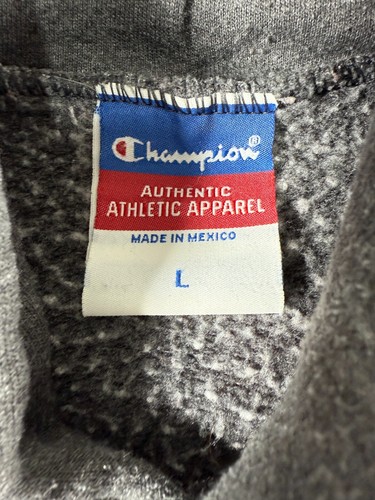 Champion®
AUTHENTIC
ATHLETIC APPAREL
MADE IN MEXICO
L